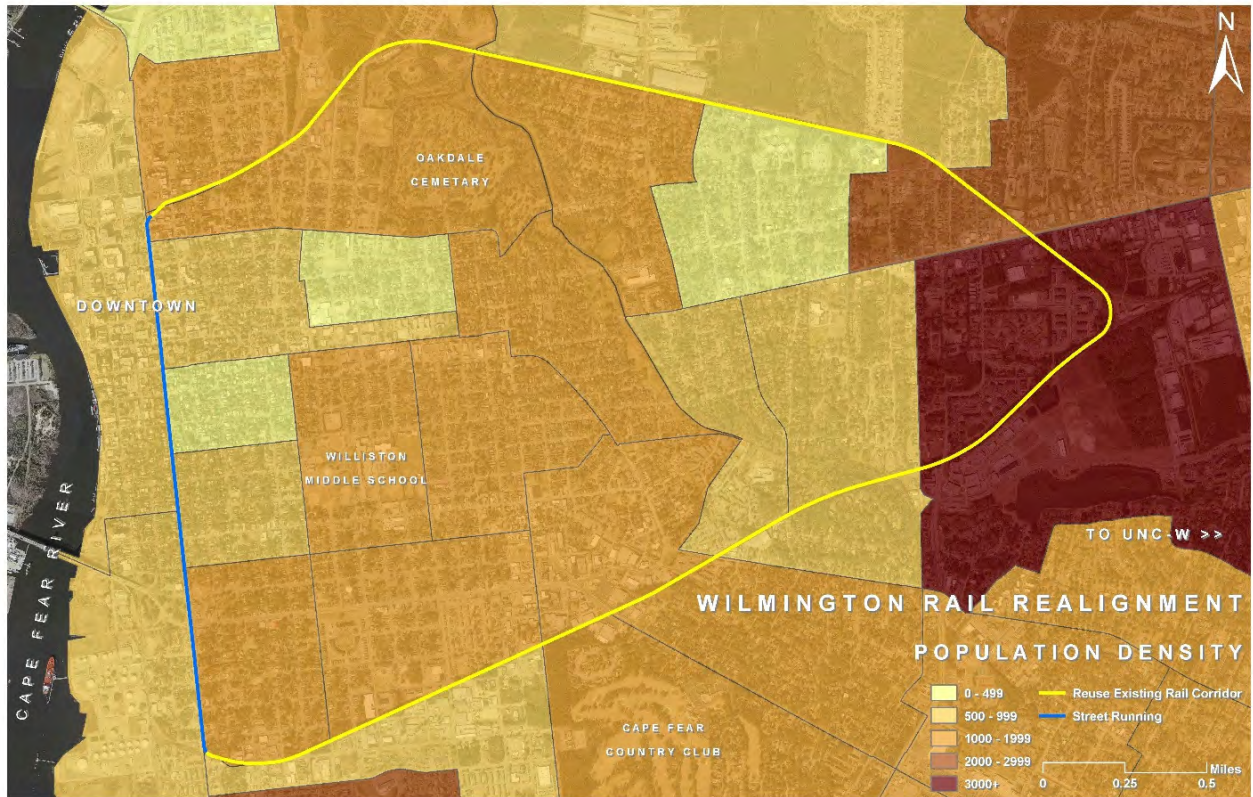 N
OAKDALE
CEMETARY
DOWNTOWN
WILLISTON
MIDDLE SCHOOL
CAPE FEAR RIVER
TO UNC-W >>
WILMINGTON RAIL REALIGNMENT
POPULATION DENSITY
0 - 499
Reuse Existing Rail Corridor
500 - 999
Street Running
1000 - 1999
2000 - 2999
3000+
CAPE FEAR
COUNTRY CLUB
Miles
0 0.25 0.5